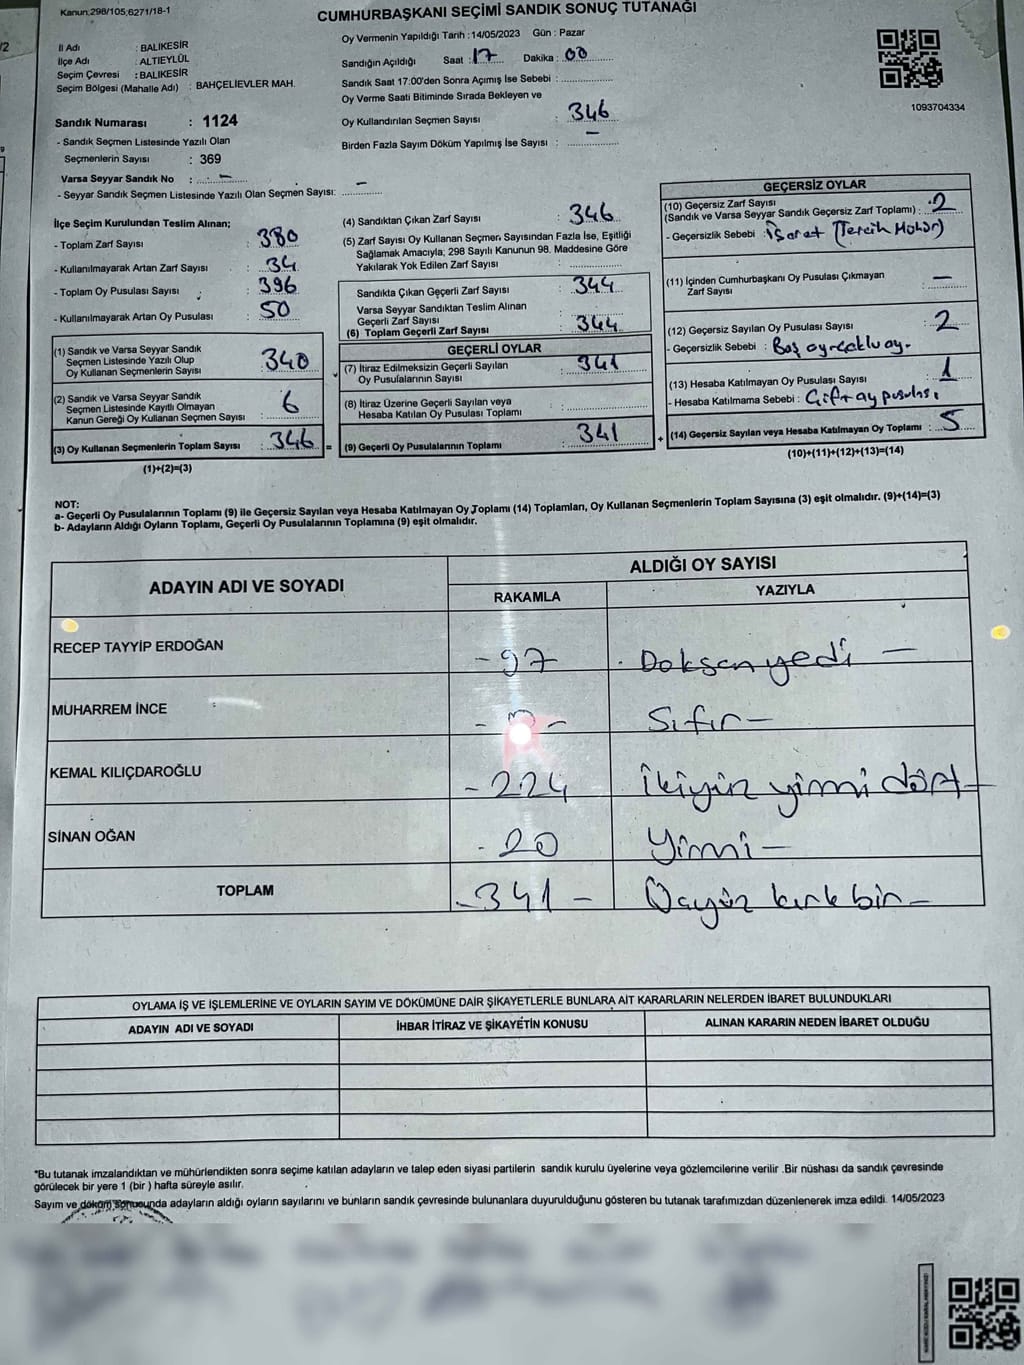 Kanun;298/105;6271/18-1
CUMHURBAŞKANI SEÇİMİ SANDIK SONUÇ TUTANAĞI
/2
İl Adı : BALIKESİR
İlçe Adı : ALTIEYLÜL
Seçim Çevresi : BALIKESİR
Seçim Bölgesi (Mahalle Adı) : BAHÇELİEVLER MAH.
Sandık Numarası : 1124
- Sandık Seçmen Listesinde Yazılı Olan
Seçmenlerin Sayısı : 369
Varsa Seyyar Sandık No : –
- Seyyar Sandık Seçmen Listesinde Yazılı Olan Seçmen Sayısı: –
Oy Vermenin Yapıldığı Tarih :14/05/2023 Gün : Pazar
Sandığın Açıldığı Saat : 17 Dakika : 00
Sandık Saat 17:00'den Sonra Açımış İse Sebebi :
Oy Verme Saati Bitiminde Sırada Bekleyen ve
Oy Kullandırılan Seçmen Sayısı : 346
Birden Fazla Sayım Döküm Yapılmış İse Sayısı : –
1093704334
İlçe Seçim Kurulundan Teslim Alınan;
- Toplam Zarf Sayısı : 380
- Kullanılmayarak Artan Zarf Sayısı : 34
- Toplam Oy Pusulası Sayısı : 396
- Kullanılmayarak Artan Oy Pusulası : 50
(1) Sandık ve Varsa Seyyar Sandık
Seçmen Listesinde Yazılı Olup
Oy Kullanan Seçmenlerin Sayısı : 340
(2) Sandık ve Varsa Seyyar Sandık
Seçmen Listesinde Kayıtlı Olmayan
Kanun Gereği Oy Kullanan Seçmen Sayısı : 6
(3) Oy Kullanan Seçmenlerin Toplam Sayısı : 346 =
(1)+(2)=(3)
(4) Sandıktan Çıkan Zarf Sayısı : 346
(5) Zarf Sayısı Oy Kullanan Seçmen Sayısından Fazla İse, Eşitliği
Sağlamak Amacıyla; 298 Sayılı Kanunun 98. Maddesine Göre
Yakılarak Yok Edilen Zarf Sayısı :
Sandıkta Çıkan Geçerli Zarf Sayısı : 344
Varsa Seyyar Sandıktan Teslim Alınan
Geçerli Zarf Sayısı :
(6) Toplam Geçerli Zarf Sayısı : 344
GEÇERLİ OYLAR
(7) İtiraz Edilmeksizin Geçerli Sayılan
Oy Pusulalarının Sayısı : 341
(8) İtiraz Üzerine Geçerli Sayılan veya
Hesaba Katılan Oy Pusulası Toplamı :
(9) Geçerli Oy Pusulalarının Toplamı : 341 +
GEÇERSİZ OYLAR
(10) Geçersiz Zarf Sayısı
(Sandık ve Varsa Seyyar Sandık Geçersiz Zarf Toplamı) : 2
- Geçersizlik Sebebi : İşaret (Tercih Mührü)
(11) İçinden Cumhurbaşkanı Oy Pusulası Çıkmayan
Zarf Sayısı : –
(12) Geçersiz Sayılan Oy Pusulası Sayısı : 2
- Geçersizlik Sebebi :
(13) Hesaba Katılmayan Oy Pusulası Sayısı : 1
- Hesaba Katılmama Sebebi : Çift oy pusulası
(14) Geçersiz Sayılan veya Hesaba Katılmayan Oy Toplamı : 5
(10)+(11)+(12)+(13)=(14)
NOT:
a- Geçerli Oy Pusulalarının Toplamı (9) ile Geçersiz Sayılan veya Hesaba Katılmayan Oy Toplamı (14) Toplamları, Oy Kullanan Seçmenlerin Toplam Sayısına (3) eşit olmalıdır. (9)+(14)=(3)
b- Adayların Aldığı Oyların Toplamı, Geçerli Oy Pusulalarının Toplamına (9) eşit olmalıdır.
ADAYIN ADI VE SOYADI
ALDIĞI OY SAYISI
RAKAMLA YAZIYLA
RECEP TAYYİP ERDOĞAN - 97 Doksanyedi –
MUHARREM İNCE - 0 - Sıfır –
KEMAL KILIÇDAROĞLU - 224 İkiyüz yirmi dört –
SİNAN OĞAN - 20 Yirmi –
TOPLAM - 341 - Üçyüz kırk bir –
OYLAMA İŞ VE İŞLEMLERİNE VE OYLARIN SAYIM VE DÖKÜMÜNE DAİR ŞİKAYETLERLE BUNLARA AİT KARARLARIN NELERDEN İBARET BULUNDUKLARI
ADAYIN ADI VE SOYADI İHBAR İTİRAZ VE ŞİKAYETİN KONUSU ALINAN KARARIN NEDEN İBARET OLDUĞU
*Bu tutanak imzalandıktan ve mühürlendikten sonra seçime katılan adayların ve talep eden siyasi partilerin sandık kurulu üyelerine veya gözlemcilerine verilir .Bir nüshası da sandık çevresinde
görülecek bir yere 1 (bir ) hafta süreyle asılır.
Sayım ve döküm sonucunda adayların aldığı oyların sayılarını ve bunların sandık çevresinde bulunanlara duyurulduğunu gösteren bu tutanak tarafımızdan düzenlenerek imza edildi. 14/05/2023